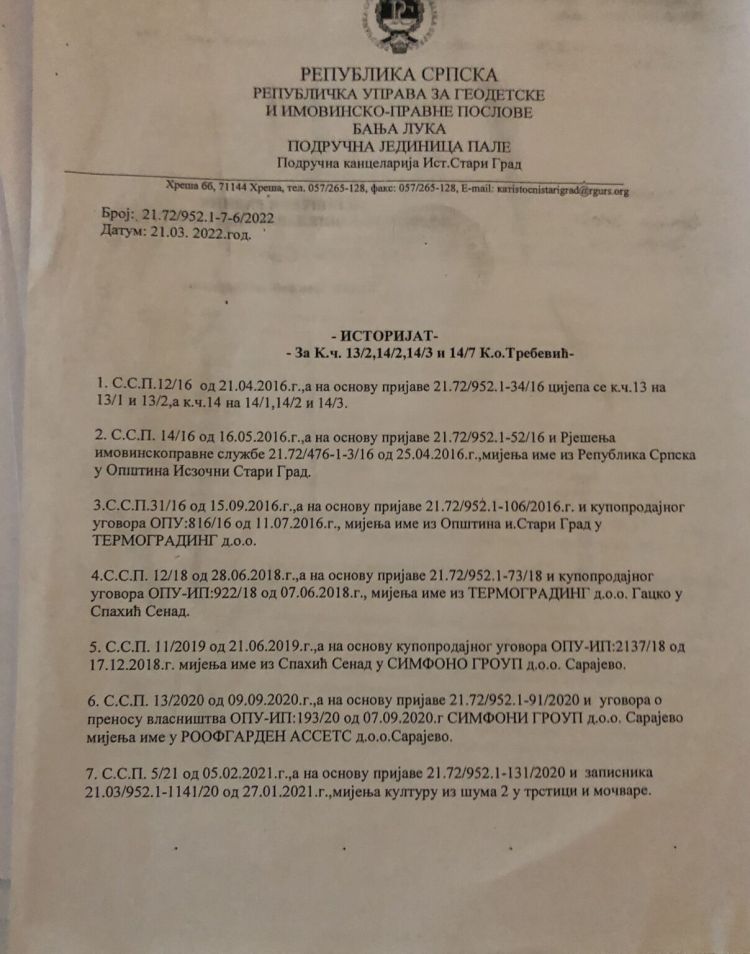 РЕПУБЛИКА СРПСКА
РЕПУБЛИЧКА УПРАВА ЗА ГЕОДЕТСКЕ
И ИМОВИНСКО-ПРАВНЕ ПОСЛОВЕ
БАЊА ЛУКА
ПОДРУЧНА ЈЕДИНИЦА ПАЛЕ
Подручна канцеларија Ист.Стари Град
Хреша бб, 71144 Хреша, тел. 057/265-128, факс: 057/265-128, E-mail: karistocnistarigrad@rgurs.org
Број: 21.72/952.1-7-6/2022
Датум: 21.03. 2022.год.
- ИСТОРИЈАТ-
- За К.ч. 13/2,14/2,14/3 и 14/7 К.о.Требевић-
1. С.С.П.12/16 од 21.04.2016.г.,а на основу пријаве 21.72/952.1-34/16 цијепа се к.ч.13 на
13/1 и 13/2,а к.ч.14 на 14/1,14/2 и 14/3.
2. С.С.П. 14/16 од 16.05.2016.г.,а на основу пријаве 21.72/952.1-52/16 и Рјешења
имовинскоправне службе 21.72/476-1-3/16 од 25.04.2016.г.,мијења име из Република Српска
у Општина Исзочни Стари Град.
3.С.С.П.31/16 од 15.09.2016.г.,а на основу пријаве 21.72/952.1-106/2016.г. и купопродајног
уговора ОПУ:816/16 од 11.07.2016.г., мијења име из Општина и.Стари Град у
ТЕРМОГРАДИНГ д.о.о.
4.С.С.П. 12/18 од 28.06.2018.г.,а на основу пријаве 21.72/952.1-73/18 и купопродајног
уговора ОПУ-ИП:922/18 од 07.06.2018.г., мијења име из ТЕРМОГРАДИНГ д.о.о. Гацко у
Спахић Сенад.
5. С.С.П. 11/2019 од 21.06.2019.г.,а на основу купопродајног уговора ОПУ-ИП:2137/18 од
17.12.2018.г. мијења име из Спахић Сенад у СИМФОНО ГРОУП д.о.о. Сарајево.
6. С.С.П. 13/2020 од 09.09.2020.г.,а на основу пријаве 21.72/952.1-91/2020 и уговора о
преносу власништва ОПУ-ИП:193/20 од 07.09.2020.г СИМФОНИ ГРОУП д.о.о. Сарајево
мијења име у РООФГАРДЕН АССЕТС д.о.о.Сарајево.
7. С.С.П. 5/21 од 05.02.2021.г.,а на основу пријаве 21.72/952.1-131/2020 и записника
21.03/952.1-1141/20 од 27.01.2021.г.,мијења културу из шума 2 у трстици и мочваре.